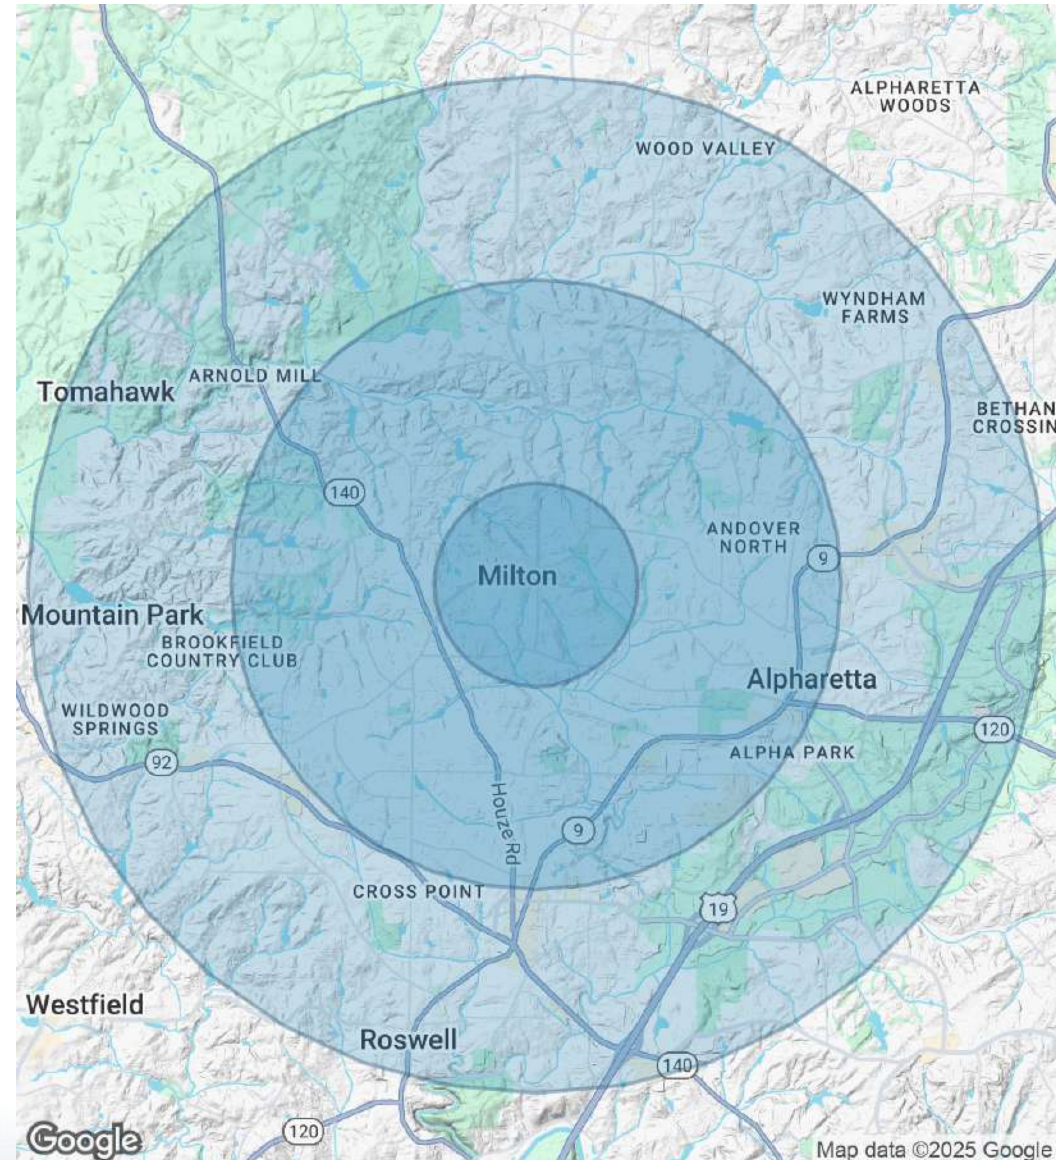 ALPHARETTA
WOODS
WOOD VALLEY
WYNDHAM
FARMS
ARNOLD MILL
Tomahawk
BETHAN
CROSSIN
140
ANDOVER
NORTH
9
Milton
Mountain Park
BROOKFIELD
COUNTRY CLUB
Alpharetta
WILDWOOD
SPRINGS
120
92
ALPHA PARK
Houze Rd
9
CROSS POINT
19
Westfield
Roswell
140
120
Google
Map data ©2025 Google